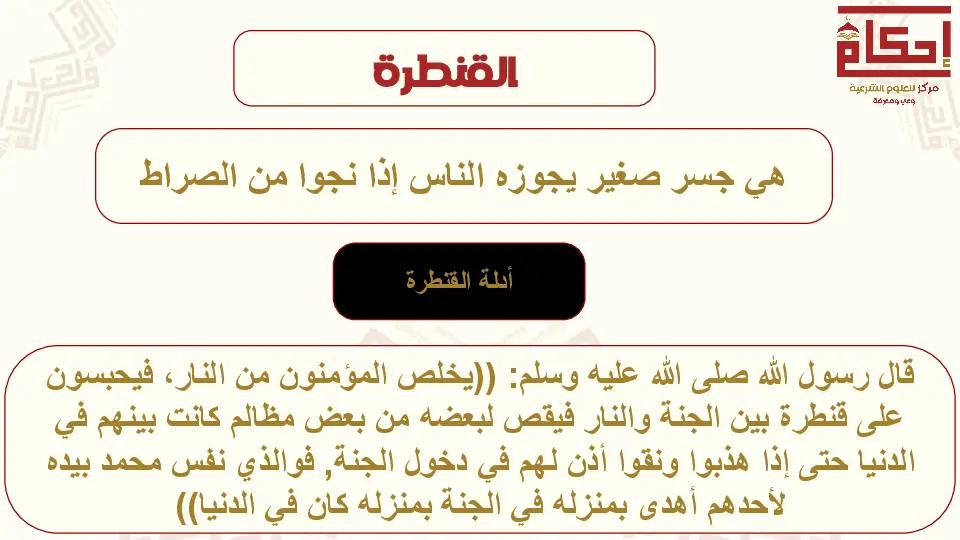 إحكام
مركز للعلوم الشرعية
وعي ومعرفة
القنطرة
هي جسر صغير يجوزه الناس إذا نجوا من الصراط
أدلة القنطرة
قال رسول الله صلى الله عليه وسلم: ((يخلص المؤمنون من النار، فيحبسون
على قنطرة بين الجنة والنار فيقص لبعضه من بعض مظالم كانت بينهم في
الدنيا حتى إذا هذبوا ونقوا أذن لهم في دخول الجنة, فوالذي نفس محمد بيده
لأحدهم أهدى بمنزله في الجنة بمنزله كان في الدنيا))